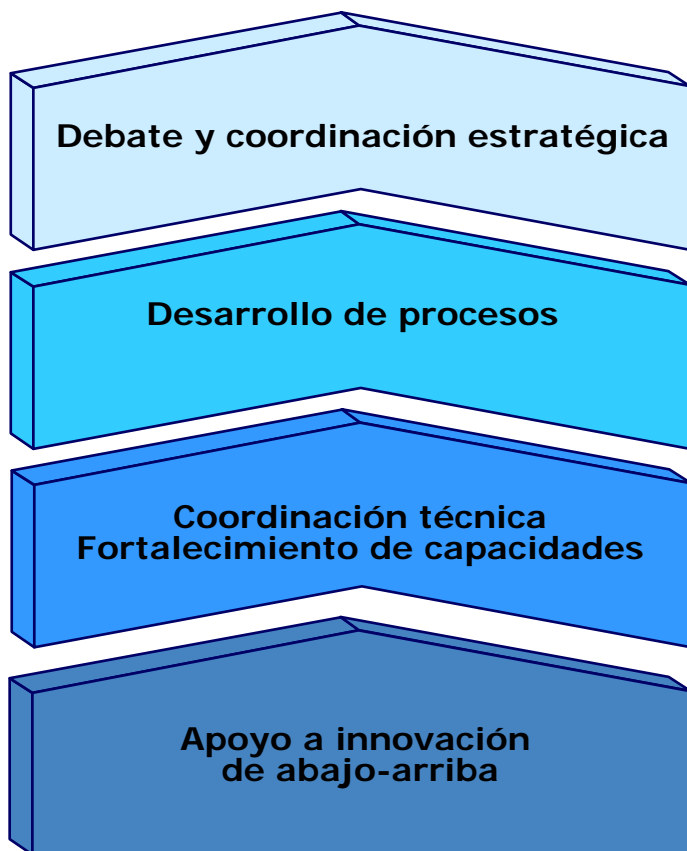 Debate y coordinación estratégica
Desarrollo de procesos
Coordinación técnica
Fortalecimiento de capacidades
Apoyo a innovación
de abajo-arriba